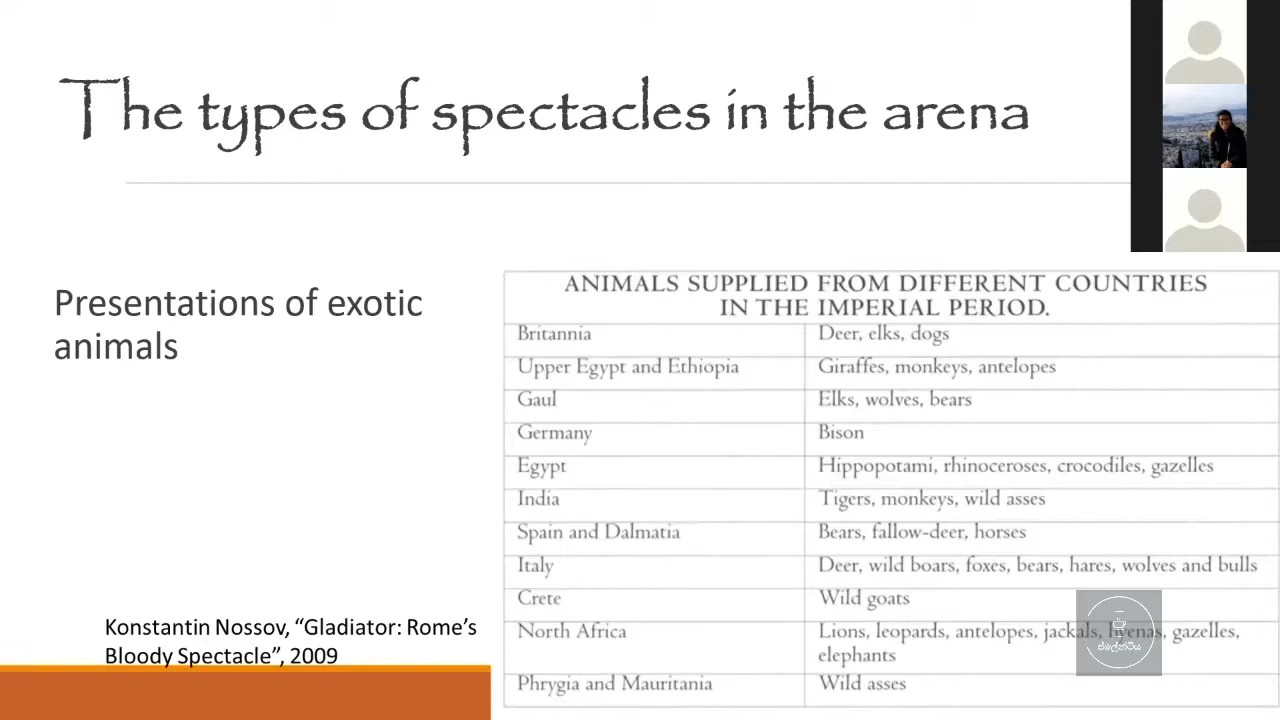 The types of spectacles in the arena
Presentations of exotic
animals
ANIMALS SUPPLIED FROM DIFFERENT COUNTRIES
IN THE IMPERIAL PERIOD.
Britannia Deer, elks, dogs
Upper Egypt and Ethiopia Giraffes, monkeys, antelopes
Gaul Elks, wolves, bears
Germany Bison
Egypt Hippopotami, rhinoceroses, crocodiles, gazelles
India Tigers, monkeys, wild asses
Spain and Dalmatia Bears, fallow-deer, horses
Italy Deer, wild boars, foxes, bears, hares, wolves and bulls
Crete Wild goats
North Africa Lions, leopards, antelopes, jackals, hyenas, gazelles,
elephants
Phrygia and Mauritania Wild asses
Konstantin Nossov, “Gladiator: Rome’s
Bloody Spectacle”, 2009